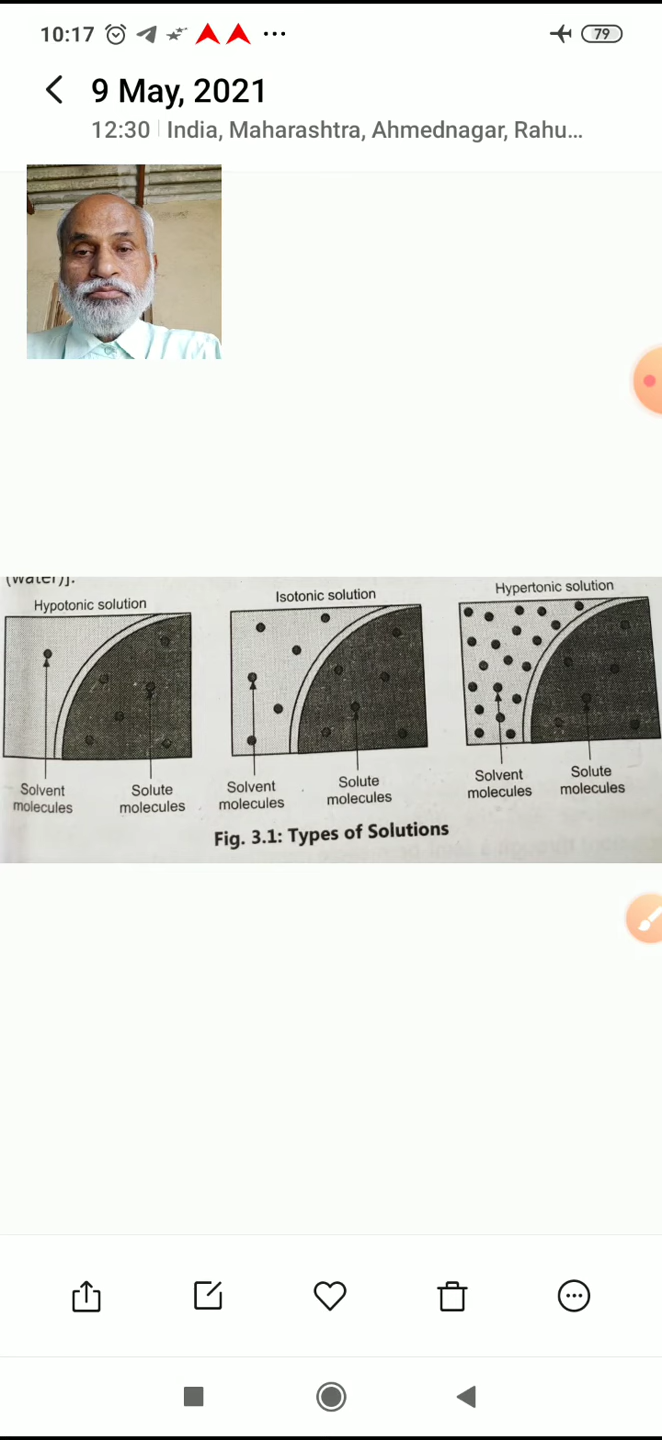 10:17
79
9 May, 2021
12:30 India, Maharashtra, Ahmednagar, Rahu...
(water)].
Hypotonic solution
Isotonic solution
Hypertonic solution
Solvent
molecules
Solute
molecules
Solvent
molecules
Solute
molecules
Solvent
molecules
Solute
molecules
Fig. 3.1: Types of Solutions